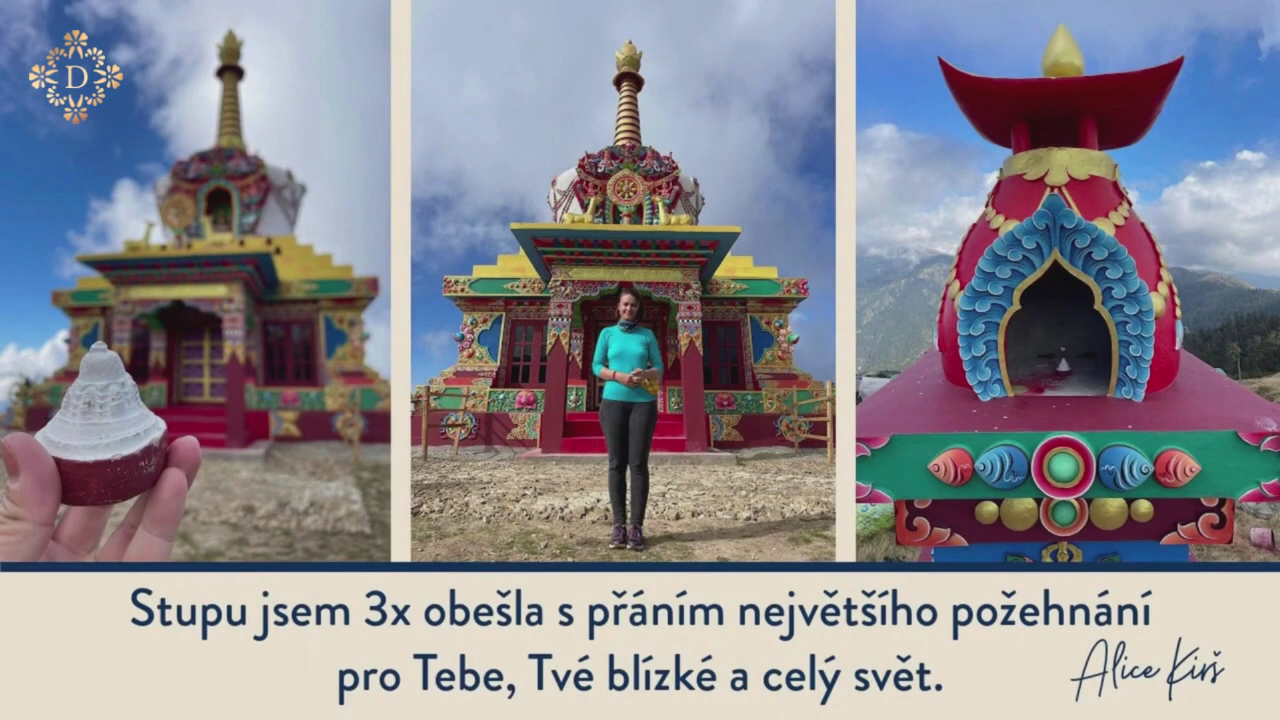 D
Stupu jsem 3x obešla s přáním největšího požehnání
pro Tebe, Tvé blízké a celý svět.
Alice Kirš